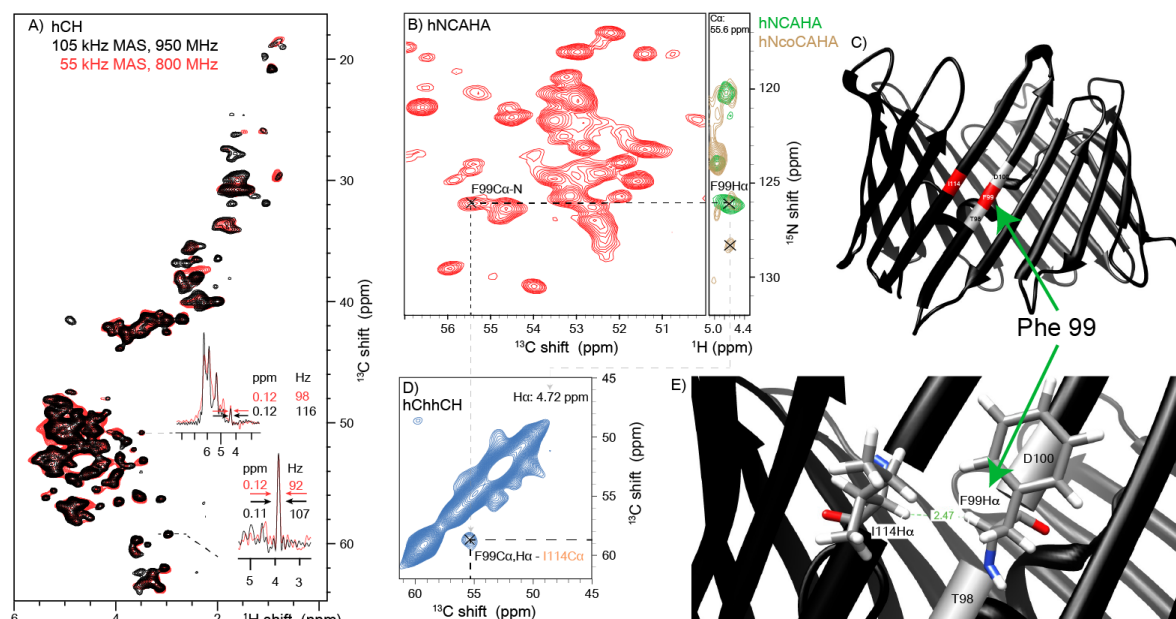 A) hCH
105 kHz MAS, 950 MHz
55 kHz MAS, 800 MHz
20
30
40
50
60
13C shift (ppm)
ppm Hz
0.12 98
0.12 116
6 5 4
ppm Hz
0.12 92
0.11 107
5 4 3
6 4 2
1H shift (ppm)
B) hNCAHA
F99Cα-N
56 55 54 53 52 51
13C shift (ppm)
Cα:
55.6 ppm
hNCAHA
hNcoCAHA
F99Hα
120
125
130
15N shift (ppm)
5.0 4.4
1H (ppm)
C)
I114
D100
F99
T98
Phe 99
D)
hChhCH
Hα: 4.72 ppm
45
50
55
60
13C shift (ppm)
F99Cα,Hα - I114Cα
60 55 50 45
13C shift (ppm)
E)
D100
F99Hα
2.47
I114Hα
T98